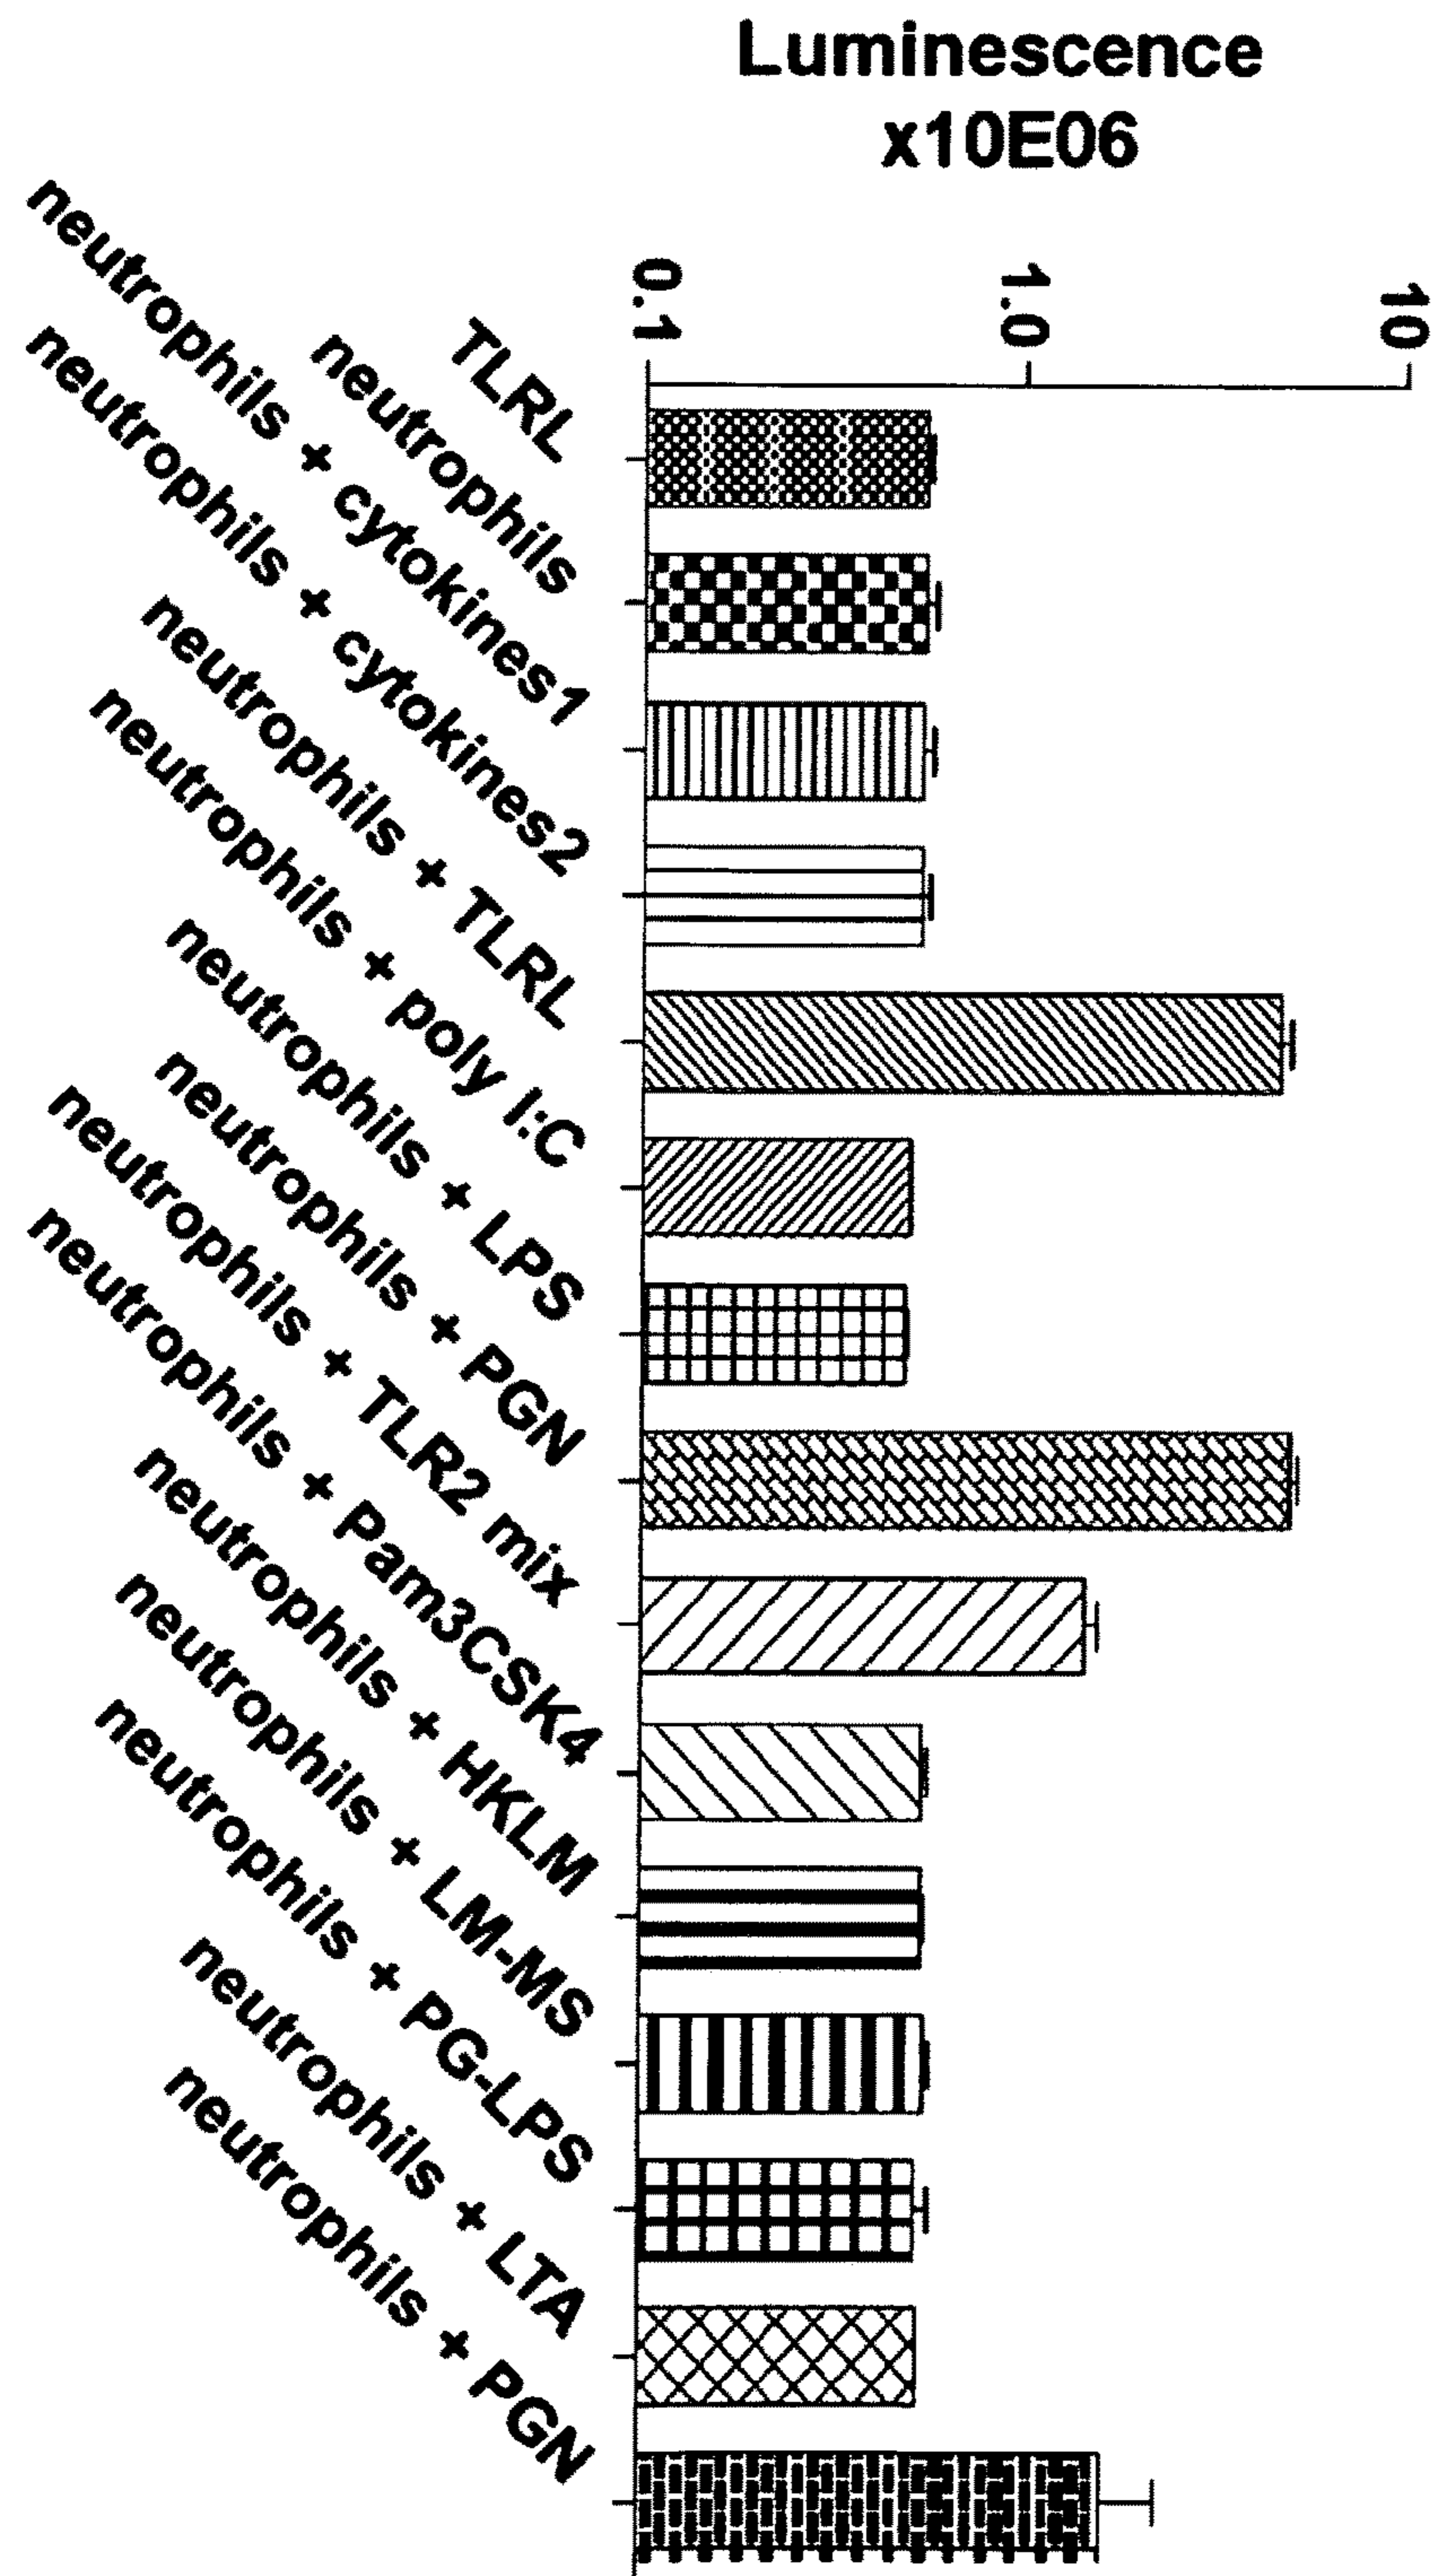 Luminescence
x10E06
0.1
1.0
10
TLRL
neutrophils
neutrophils + cytokines1
neutrophils + cytokines2
neutrophils + TLRL
neutrophils + poly I:C
neutrophils + LPS
neutrophils + PGN
neutrophils + TLR2 mix
neutrophils + Pam3CSK4
neutrophils + HKLM
neutrophils + LM-MS
neutrophils + PG-LPS
neutrophils + LTA
neutrophils + PGN